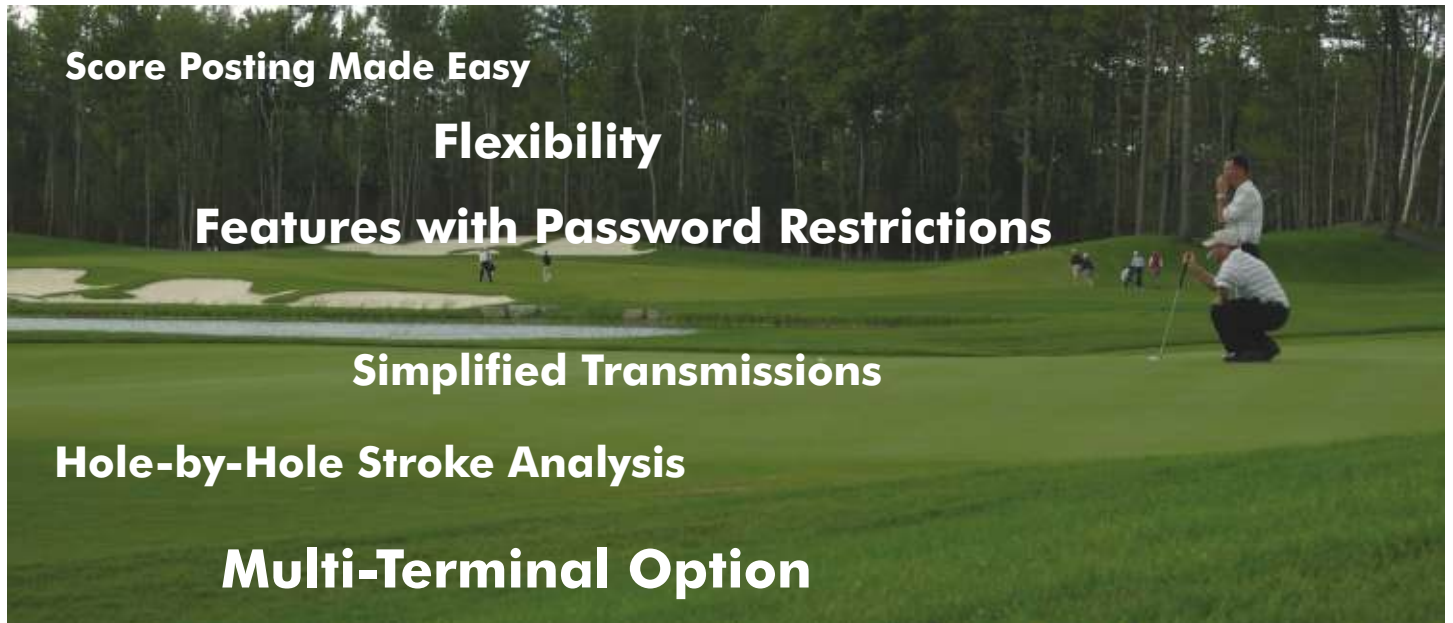 Score Posting Made Easy
Flexibility
Features with Password Restrictions
Simplified Transmissions
Hole-by-Hole Stroke Analysis
Multi-Terminal Option